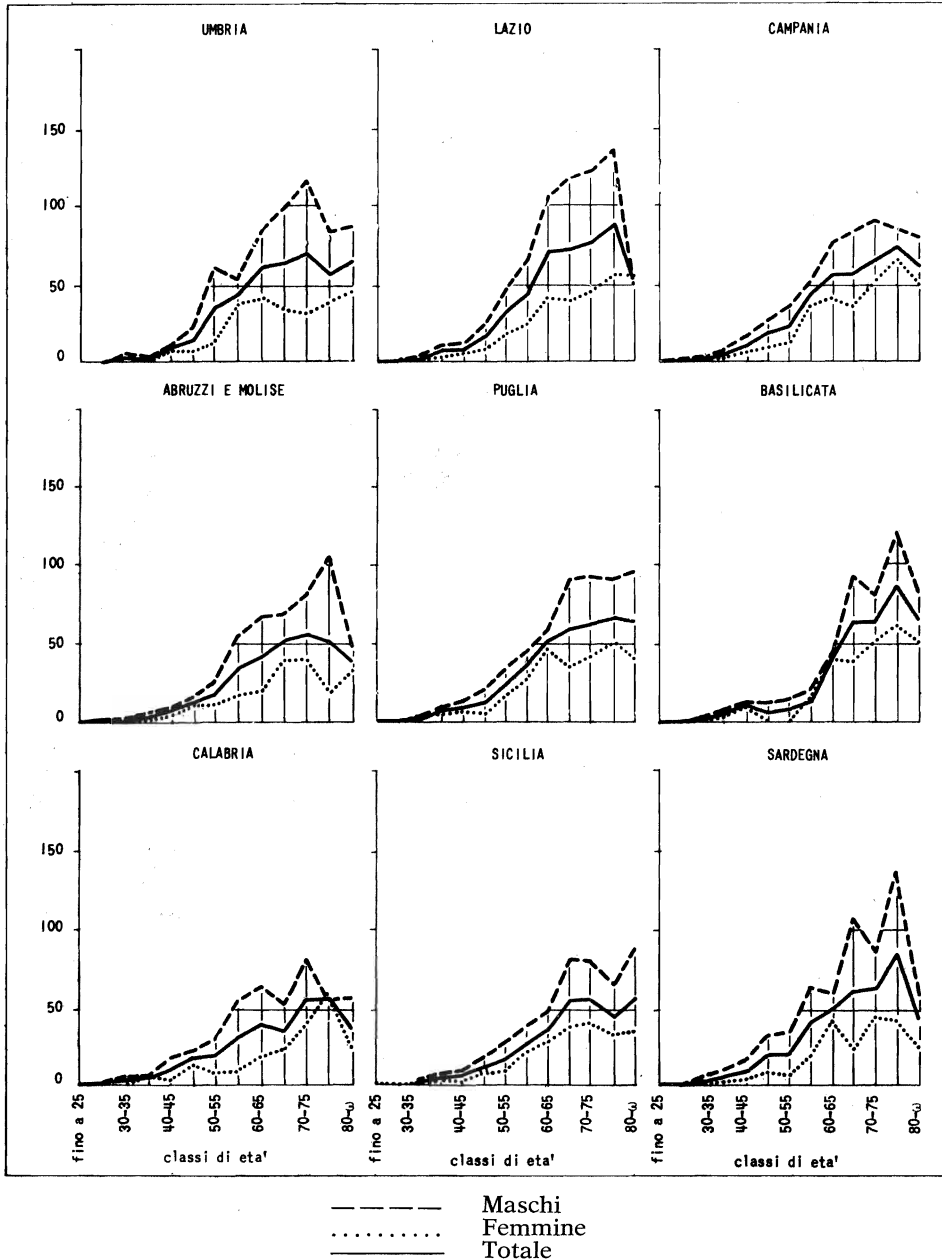 UMBRIA LAZIO CAMPANIA
150
100
50
0
ABRUZZI E MOLISE PUGLIA BASILICATA
150
100
50
0
CALABRIA SICILIA SARDEGNA
150
100
50
0
fino a 25 30-35 40-45 50-55 60-65 70-75 80-ω
fino a 25 30-35 40-45 50-55 60-65 70-75 80-ω
fino a 25 30-35 40-45 50-55 60-65 70-75 80-ω
classi di eta' classi di eta' classi di eta'
Maschi
Femmine
Totale